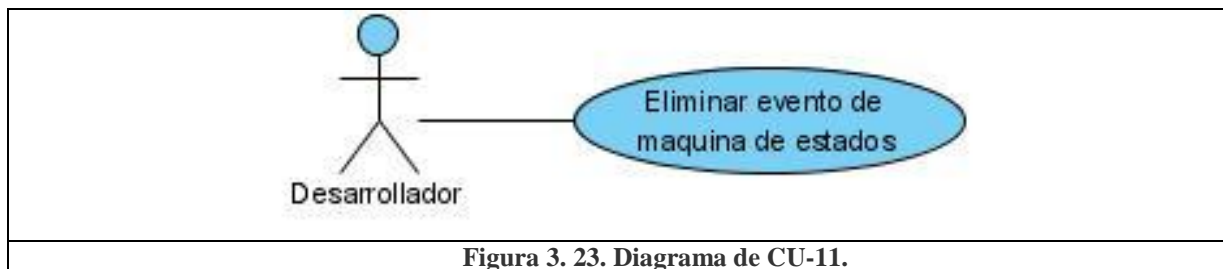 Eliminar evento de
maquina de estados
Desarrollador
Figura 3. 23. Diagrama de CU-11.